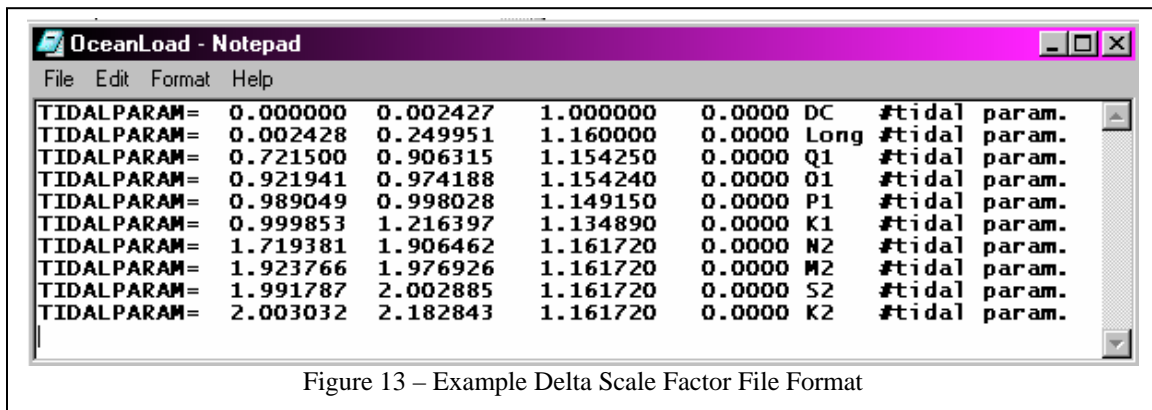 OceanLoad - Notepad
File Edit Format Help
TIDALPARAM= 0.000000 0.002427 1.000000 0.0000 DC #tidal param.
TIDALPARAM= 0.002428 0.249951 1.160000 0.0000 Long #tidal param.
TIDALPARAM= 0.721500 0.906315 1.154250 0.0000 Q1 #tidal param.
TIDALPARAM= 0.921941 0.974188 1.154240 0.0000 O1 #tidal param.
TIDALPARAM= 0.989049 0.998028 1.149150 0.0000 P1 #tidal param.
TIDALPARAM= 0.999853 1.216397 1.134890 0.0000 K1 #tidal param.
TIDALPARAM= 1.719381 1.906462 1.161720 0.0000 N2 #tidal param.
TIDALPARAM= 1.923766 1.976926 1.161720 0.0000 M2 #tidal param.
TIDALPARAM= 1.991787 2.002885 1.161720 0.0000 S2 #tidal param.
TIDALPARAM= 2.003032 2.182843 1.161720 0.0000 K2 #tidal param.
Figure 13 – Example Delta Scale Factor File Format